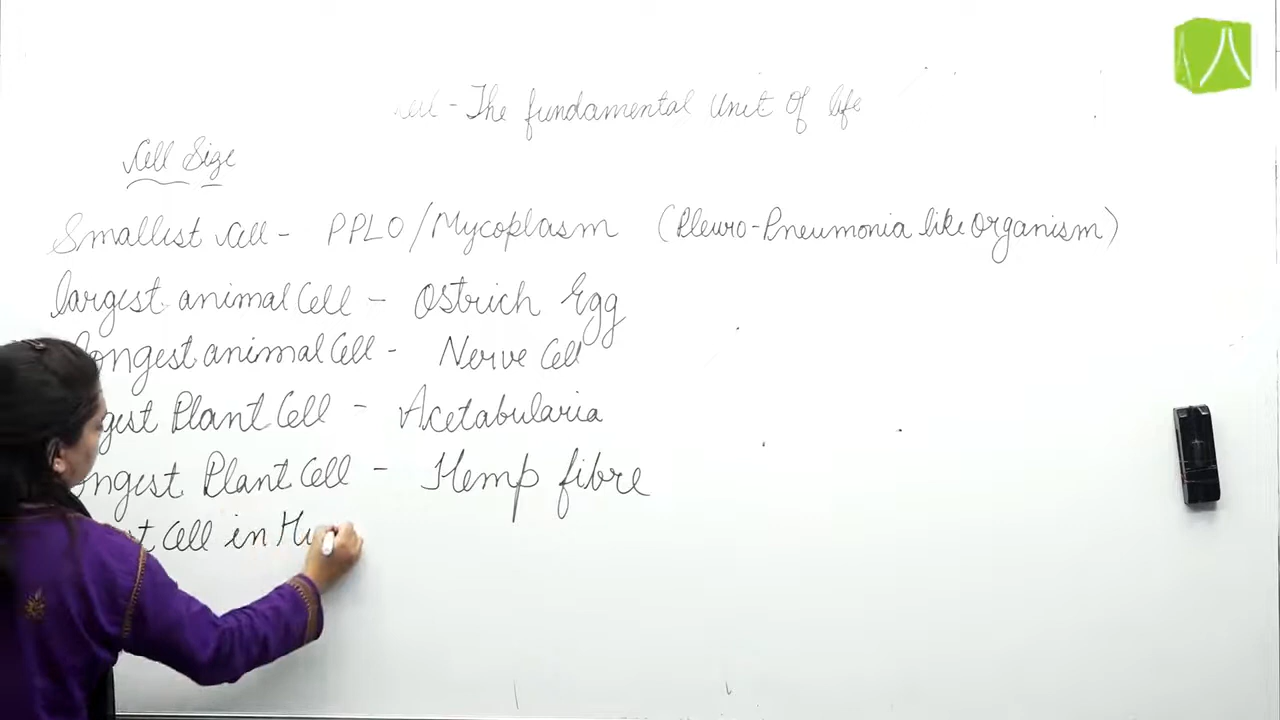 - The fundamental Unit Of life
Cell Size
Smallest Cell - PPLO/Mycoplasm (Pleuro-Pneumonia like Organism)
largest animal Cell - Ostrich Egg
longest animal Cell - Nerve Cell
Plant Cell - Acetabularia
Plant Cell - Hemp fibre
Cell in